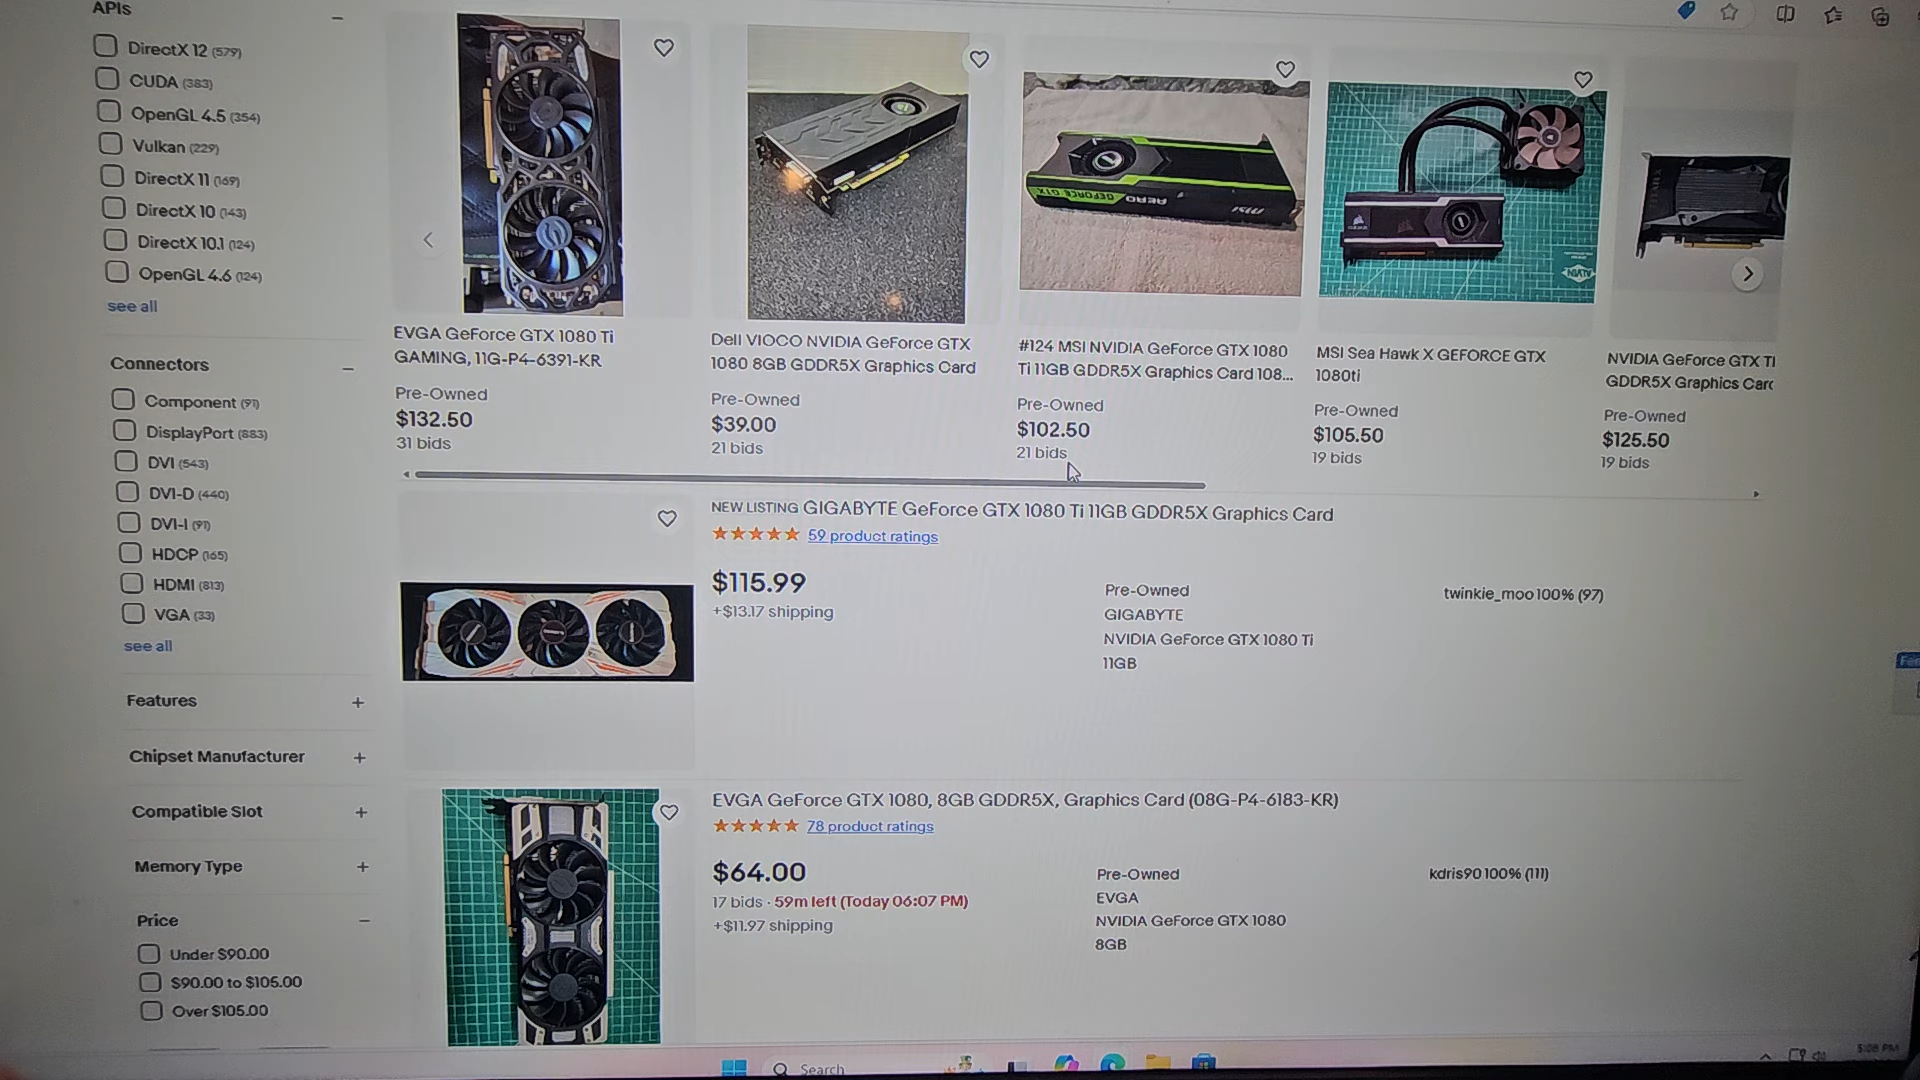 APIs
DirectX 12 (579)
CUDA (383)
OpenGL 4.5 (354)
Vulkan (229)
DirectX 11 (169)
DirectX 10 (143)
DirectX 10.1 (124)
OpenGL 4.6 (124)
see all
Connectors
Component (91)
DisplayPort (883)
DVI (543)
DVI-D (440)
DVI-I (91)
HDCP (165)
HDMI (813)
VGA (33)
see all
Features
Chipset Manufacturer
Compatible Slot
Memory Type
Price
Under $90.00
$90.00 to $105.00
Over $105.00
EVGA GeForce GTX 1080 Ti
GAMING, 11G-P4-6391-KR
Pre-Owned
$132.50
31 bids
Dell VIOCO NVIDIA GeForce GTX
1080 8GB GDDR5X Graphics Card
Pre-Owned
$39.00
21 bids
GEFORCE GTX
AERO
msi
#124 MSI NVIDIA GeForce GTX 1080
Ti 11GB GDDR5X Graphics Card 108...
Pre-Owned
$102.50
21 bids
ALVIN
MSI Sea Hawk X GEFORCE GTX
1080ti
Pre-Owned
$105.50
19 bids
NVIDIA GeForce GTX TI
GDDR5X Graphics Card
Pre-Owned
$125.50
19 bids
NEW LISTING GIGABYTE GeForce GTX 1080 Ti 11GB GDDR5X Graphics Card
59 product ratings
$115.99
+$13.17 shipping
Pre-Owned
GIGABYTE
NVIDIA GeForce GTX 1080 Ti
11GB
twinkie_moo 100% (97)
EVGA GeForce GTX 1080, 8GB GDDR5X, Graphics Card (08G-P4-6183-KR)
78 product ratings
$64.00
17 bids · 59m left (Today 06:07 PM)
+$11.97 shipping
Pre-Owned
EVGA
NVIDIA GeForce GTX 1080
8GB
kdris90 100% (111)
Search
5:08 PM